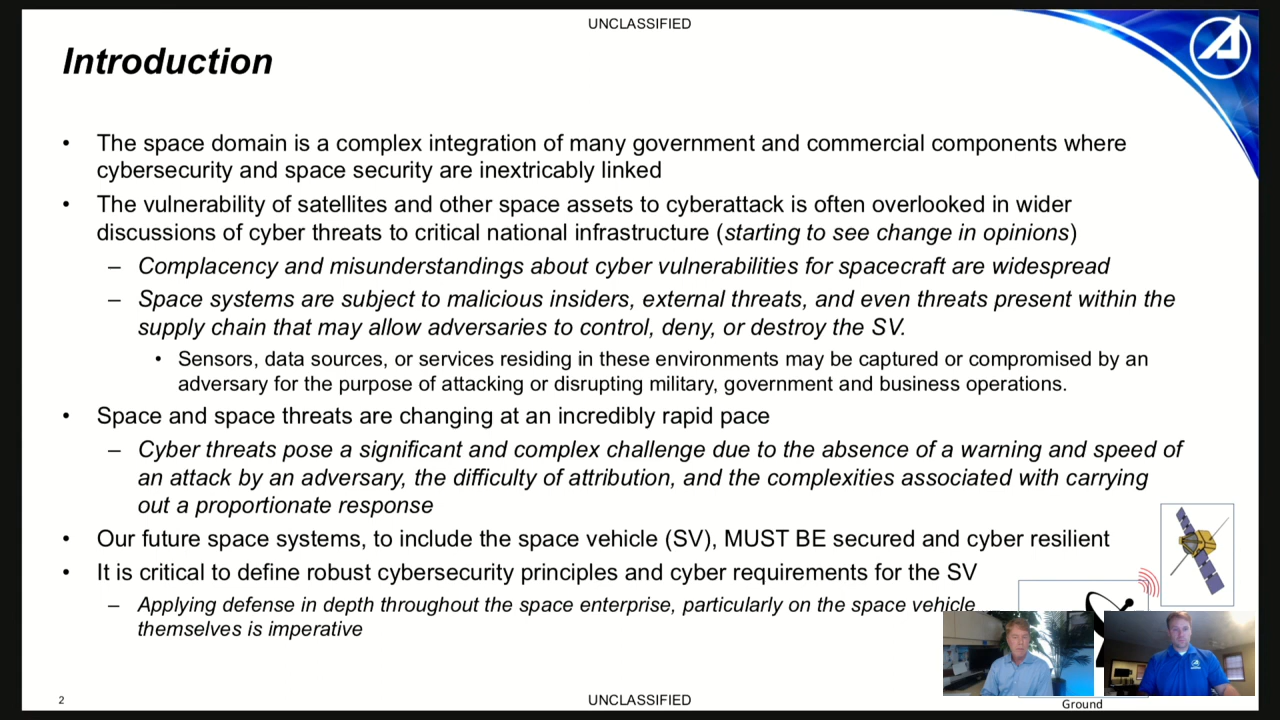 UNCLASSIFIED
Introduction
• The space domain is a complex integration of many government and commercial components where
cybersecurity and space security are inextricably linked
• The vulnerability of satellites and other space assets to cyberattack is often overlooked in wider
discussions of cyber threats to critical national infrastructure (starting to see change in opinions)
– Complacency and misunderstandings about cyber vulnerabilities for spacecraft are widespread
– Space systems are subject to malicious insiders, external threats, and even threats present within the
supply chain that may allow adversaries to control, deny, or destroy the SV.
• Sensors, data sources, or services residing in these environments may be captured or compromised by an
adversary for the purpose of attacking or disrupting military, government and business operations.
• Space and space threats are changing at an incredibly rapid pace
– Cyber threats pose a significant and complex challenge due to the absence of a warning and speed of
an attack by an adversary, the difficulty of attribution, and the complexities associated with carrying
out a proportionate response
• Our future space systems, to include the space vehicle (SV), MUST BE secured and cyber resilient
• It is critical to define robust cybersecurity principles and cyber requirements for the SV
– Applying defense in depth throughout the space enterprise, particularly on the space vehicle
themselves is imperative
2
UNCLASSIFIED
Ground